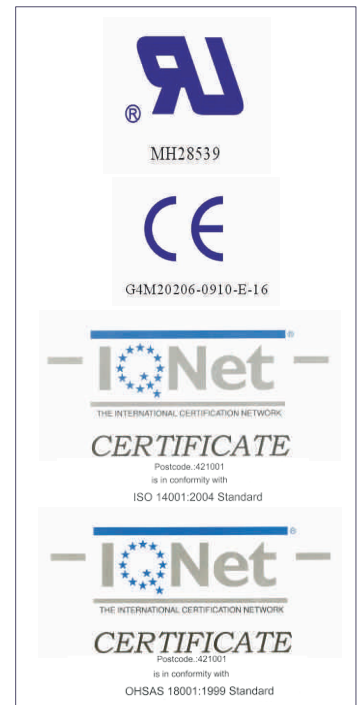 ®
MH28539
CE
G4M20206-0910-E-16
IQNet
®
THE INTERNATIONAL CERTIFICATION NETWORK
CERTIFICATE
Postcode.:421001
is in conformity with
ISO 14001:2004 Standard
IQNet
®
THE INTERNATIONAL CERTIFICATION NETWORK
CERTIFICATE
Postcode.:421001
is in conformity with
OHSAS 18001:1999 Standard